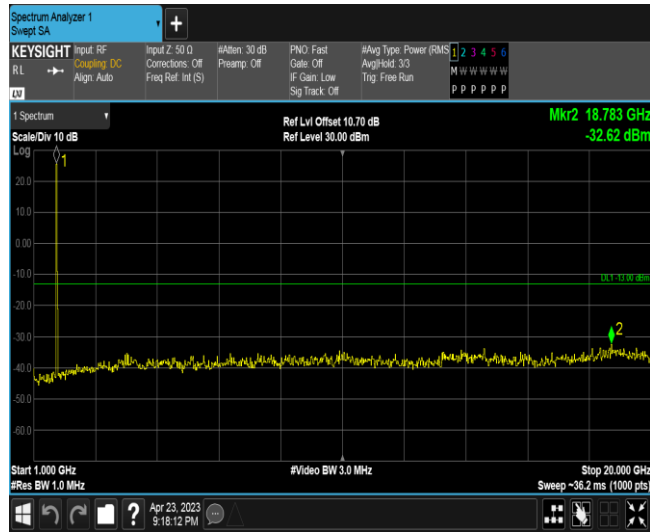 Spectrum Analyzer 1
Swept SA
+
KEYSIGHT Input: RF Input Z: 50 Ω #Atten: 30 dB PNO: Fast #Avg Type: Power (RMS 1 2 3 4 5 6
RL Coupling: DC Corrections: Off Preamp: Off Gate: Off Avg|Hold: 3/3 M W W W W W
Align: Auto Freq Ref: Int (S) IF Gain: Low Trig: Free Run
LXI Sig Track: Off P P P P P P
1 Spectrum Ref Lvl Offset 10.70 dB Mkr2 18.783 GHz
Scale/Div 10 dB Ref Level 30.00 dBm -32.62 dBm
Log
1
20.0
10.0
0.00
-10.0
DL1 -13.00 dBm
-20.0
2
-30.0
-40.0
-50.0
-60.0
Start 1.000 GHz #Video BW 3.0 MHz Stop 20.000 GHz
#Res BW 1.0 MHz Sweep ~36.2 ms (1000 pts)
? Apr 23, 2023
9:18:12 PM